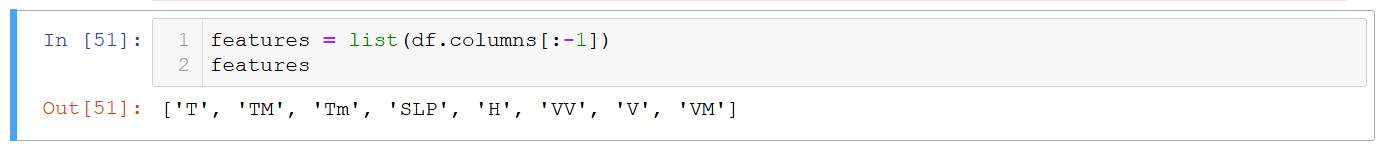 In [51]:
1 features = list(df.columns[:-1])
2 features
Out[51]: ['T', 'TM', 'Tm', 'SLP', 'H', 'VV', 'V', 'VM']